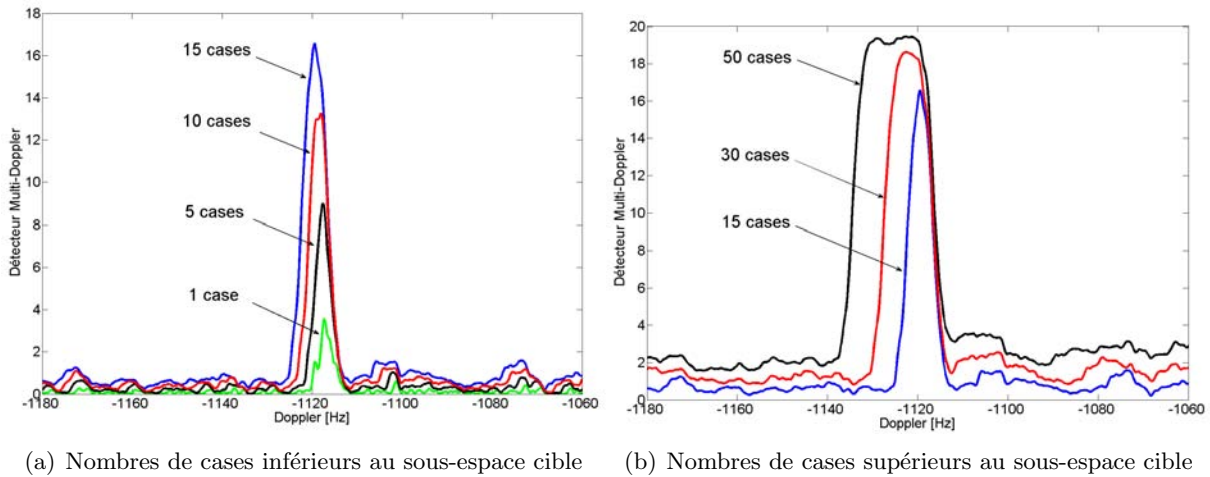 18
16
14
12
10
8
6
4
2
0
Détecteur Multi-Doppler
15 cases
10 cases
5 cases
1 case
-1180 -1160 -1140 -1120 -1100 -1080 -1060
Doppler [Hz]
(a) Nombres de cases inférieurs au sous-espace cible
20
18
16
14
12
10
8
6
4
2
0
Détecteur Multi-Doppler
50 cases
30 cases
15 cases
-1180 -1160 -1140 -1120 -1100 -1080 -1060
Doppler [Hz]
(b) Nombres de cases supérieurs au sous-espace cible